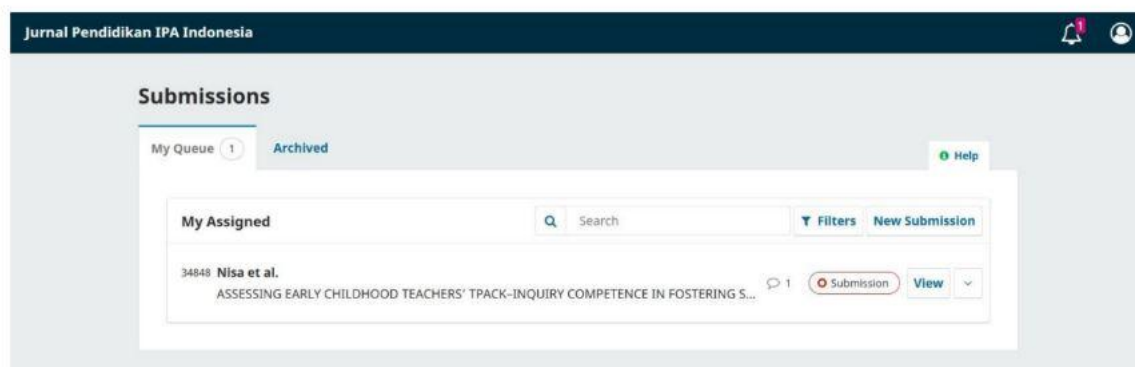 Jurnal Pendidikan IPA Indonesia
1
Submissions
My Queue 1
Archived
Help
My Assigned
Search
Filters
New Submission
34848 Nisa et al.
ASSESSING EARLY CHILDHOOD TEACHERS' TPACK–INQUIRY COMPETENCE IN FOSTERING S...
1
Submission
View